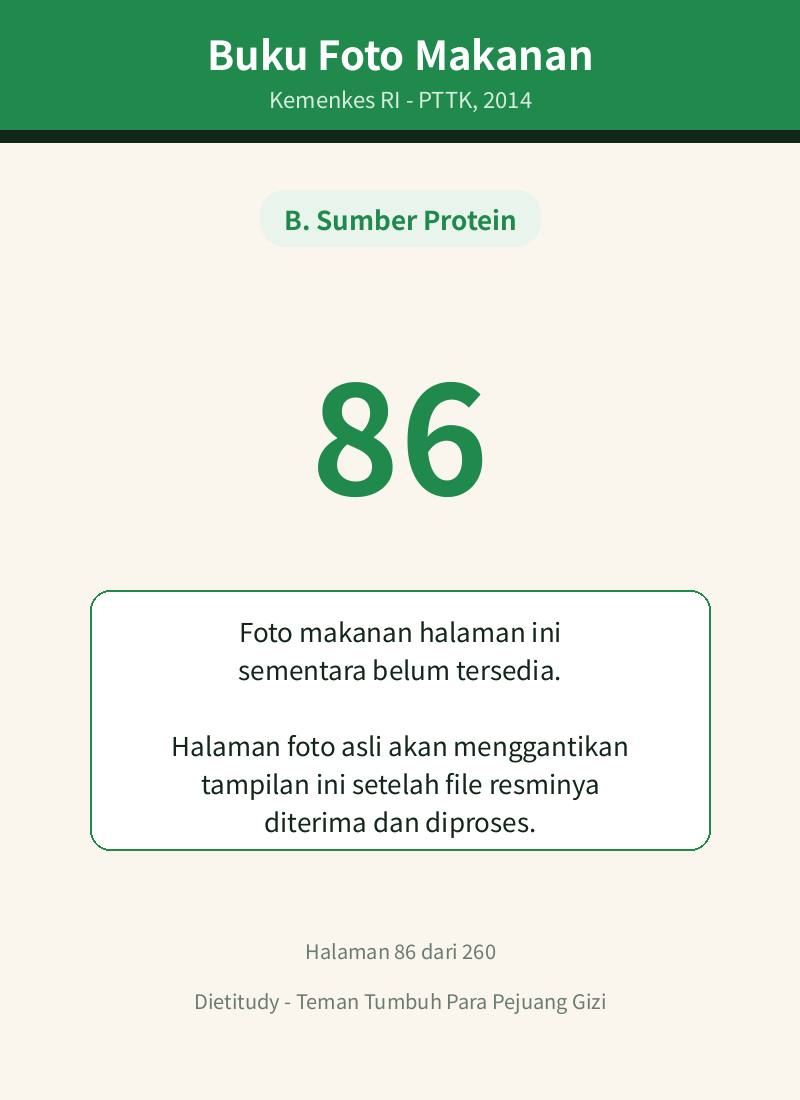 Buku Foto Makanan
Kemenkes RI - PTTK, 2014
B. Sumber Protein
86
Foto makanan halaman ini
sementara belum tersedia.
Halaman foto asli akan menggantikan
tampilan ini setelah file resminya
diterima dan diproses.
Halaman 86 dari 260
Dietitudy - Teman Tumbuh Para Pejuang Gizi